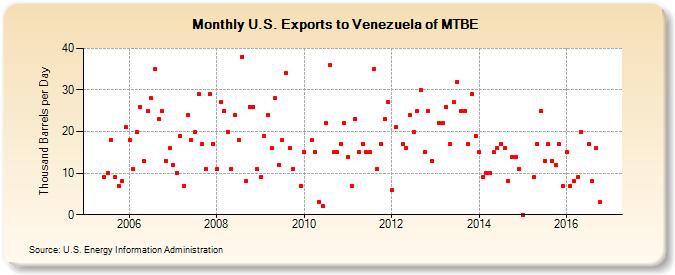 Monthly U.S. Exports to Venezuela of MTBE
Thousand Barrels per Day
40
30
20
10
0
2006 2008 2010 2012 2014 2016
Source: U.S. Energy Information Administration